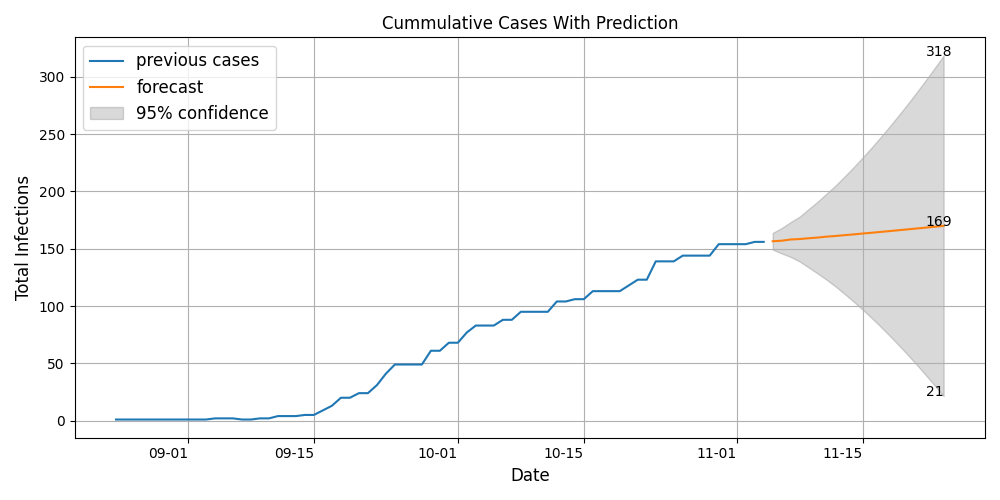 Cummulative Cases With Prediction
previous cases
forecast
95% confidence
318
169
21
300
250
200
150
100
50
0
Total Infections
09-01
09-15
10-01
10-15
11-01
11-15
Date